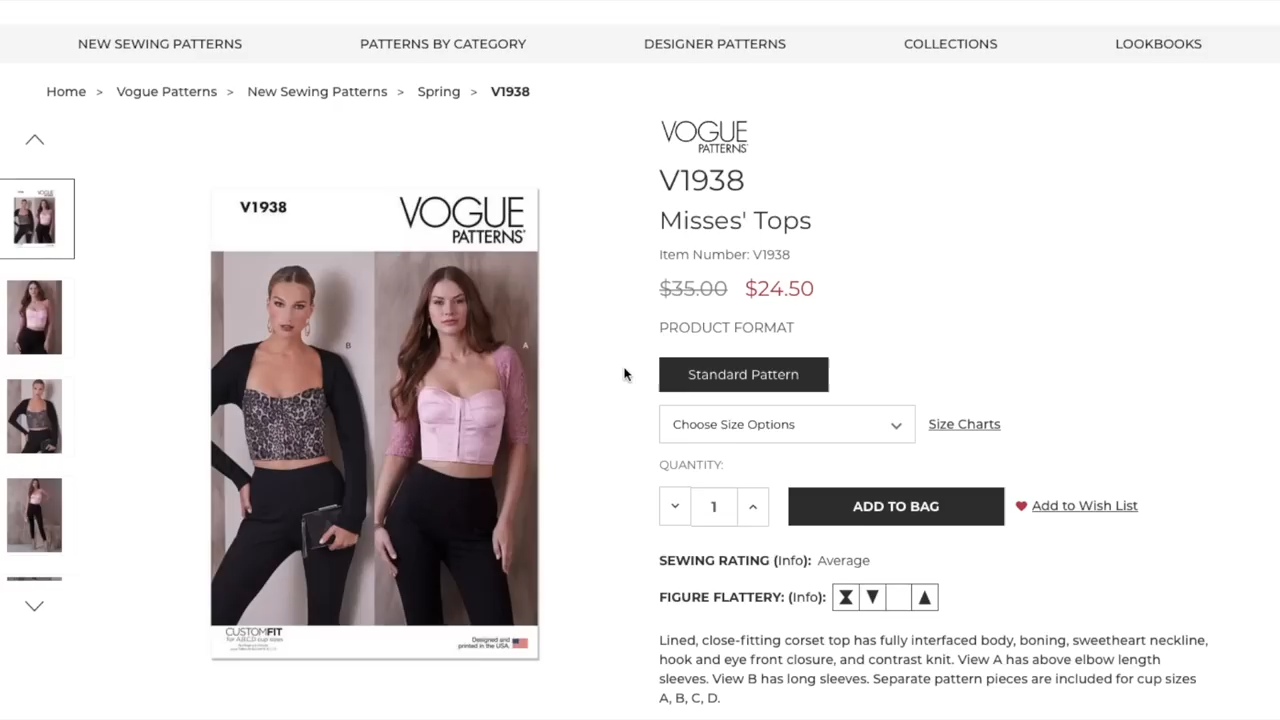 NEW SEWING PATTERNS PATTERNS BY CATEGORY DESIGNER PATTERNS COLLECTIONS LOOKBOOKS
Home > Vogue Patterns > New Sewing Patterns > Spring > V1938
V1938
VOGUE
PATTERNS
B
A
CUSTOMFIT
for A,B,C,D cup sizes
Designed and
printed in the USA.
VOGUE
PATTERNS
V1938
Misses' Tops
Item Number: V1938
$35.00 $24.50
PRODUCT FORMAT
Standard Pattern
Choose Size Options
Size Charts
QUANTITY:
1
ADD TO BAG
Add to Wish List
SEWING RATING (Info): Average
FIGURE FLATTERY: (Info):
Lined, close-fitting corset top has fully interfaced body, boning, sweetheart neckline,
hook and eye front closure, and contrast knit. View A has above elbow length
sleeves. View B has long sleeves. Separate pattern pieces are included for cup sizes
A, B, C, D.